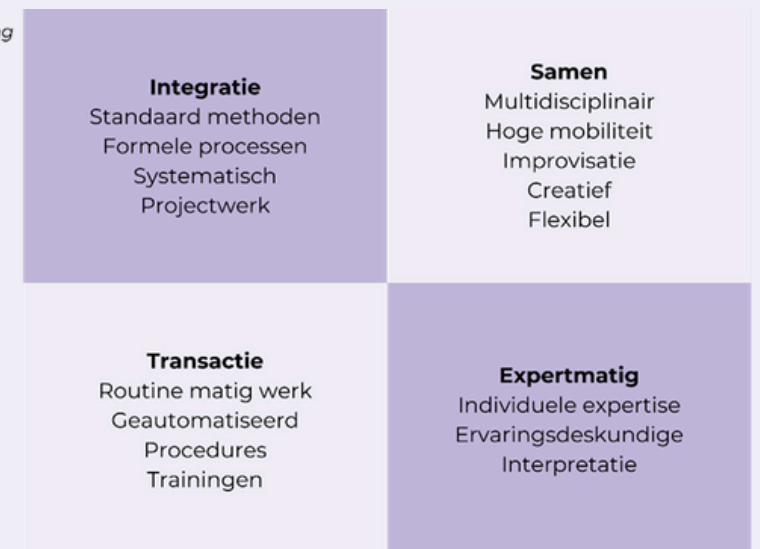 Integratie
Standaard methoden
Formele processen
Systematisch
Projectwerk
Samen
Multidisciplinair
Hoge mobiliteit
Improvisatie
Creatief
Flexibel
Transactie
Routine matig werk
Geautomatiseerd
Procedures
Trainingen
Expertmatig
Individuele expertise
Ervaringsdeskundige
Interpretatie